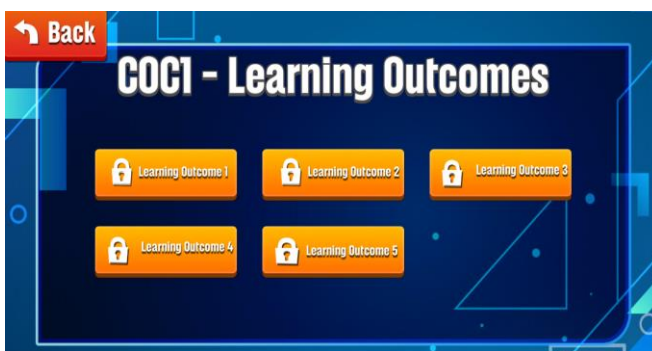 Back
COC1 - Learning Outcomes
Learning Outcome 1
Learning Outcome 2
Learning Outcome 3
Learning Outcome 4
Learning Outcome 5